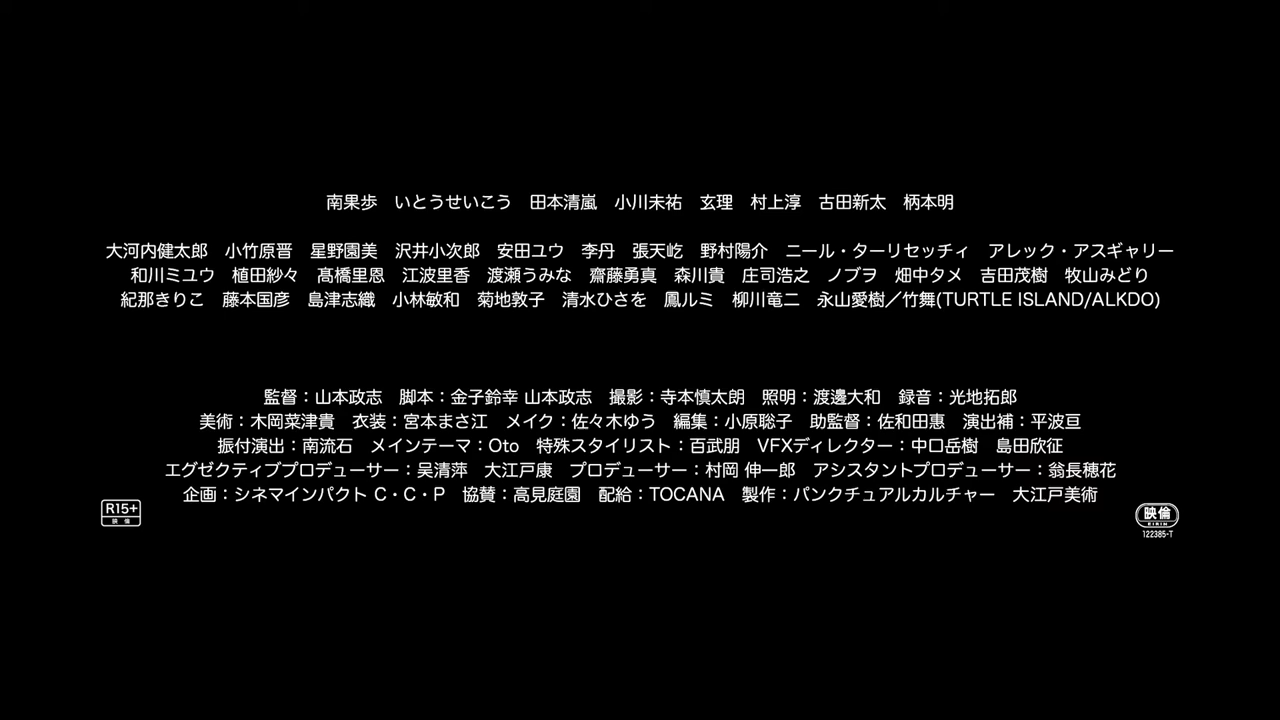 南果歩　いとうせいこう　田本清嵐　小川未祐　玄理　村上淳　古田新太　柄本明
大河内健太郎　小竹原晋　星野園美　沢井小次郎　安田ユウ　李丹　張天屹　野村陽介　ニール・ターリセッチィ　アレック・アスギャリー
和川ミユウ　植田紗々　髙橋里恩　江波里香　渡瀬うみな　齋藤勇真　森川貴　庄司浩之　ノブヲ　畑中タメ　吉田茂樹　牧山みどり
紀那きりこ　藤本国彦　島津志織　小林敏和　菊地敦子　清水ひさを　鳳ルミ　柳川竜二　永山愛樹／竹舞(TURTLE ISLAND/ALKDO)
監督：山本政志　脚本：金子鈴幸 山本政志　撮影：寺本慎太朗　照明：渡邊大和　録音：光地拓郎
美術：木岡菜津貴　衣装：宮本まさ江　メイク：佐々木ゆう　編集：小原聡子　助監督：佐和田惠　演出補：平波亘
振付演出：南流石　メインテーマ：Oto　特殊スタイリスト：百武朋　VFXディレクター：中口岳樹　島田欣征
エグゼクティブプロデューサー：吴清萍　大江戸康　プロデューサー：村岡 伸一郎　アシスタントプロデューサー：翁長穂花
企画：シネマインパクト C・C・P　協賛：高見庭園　配給：TOCANA　製作：パンクチュアルカルチャー　大江戸美術
R15+
映倫
映倫
EIRIN
122385-T